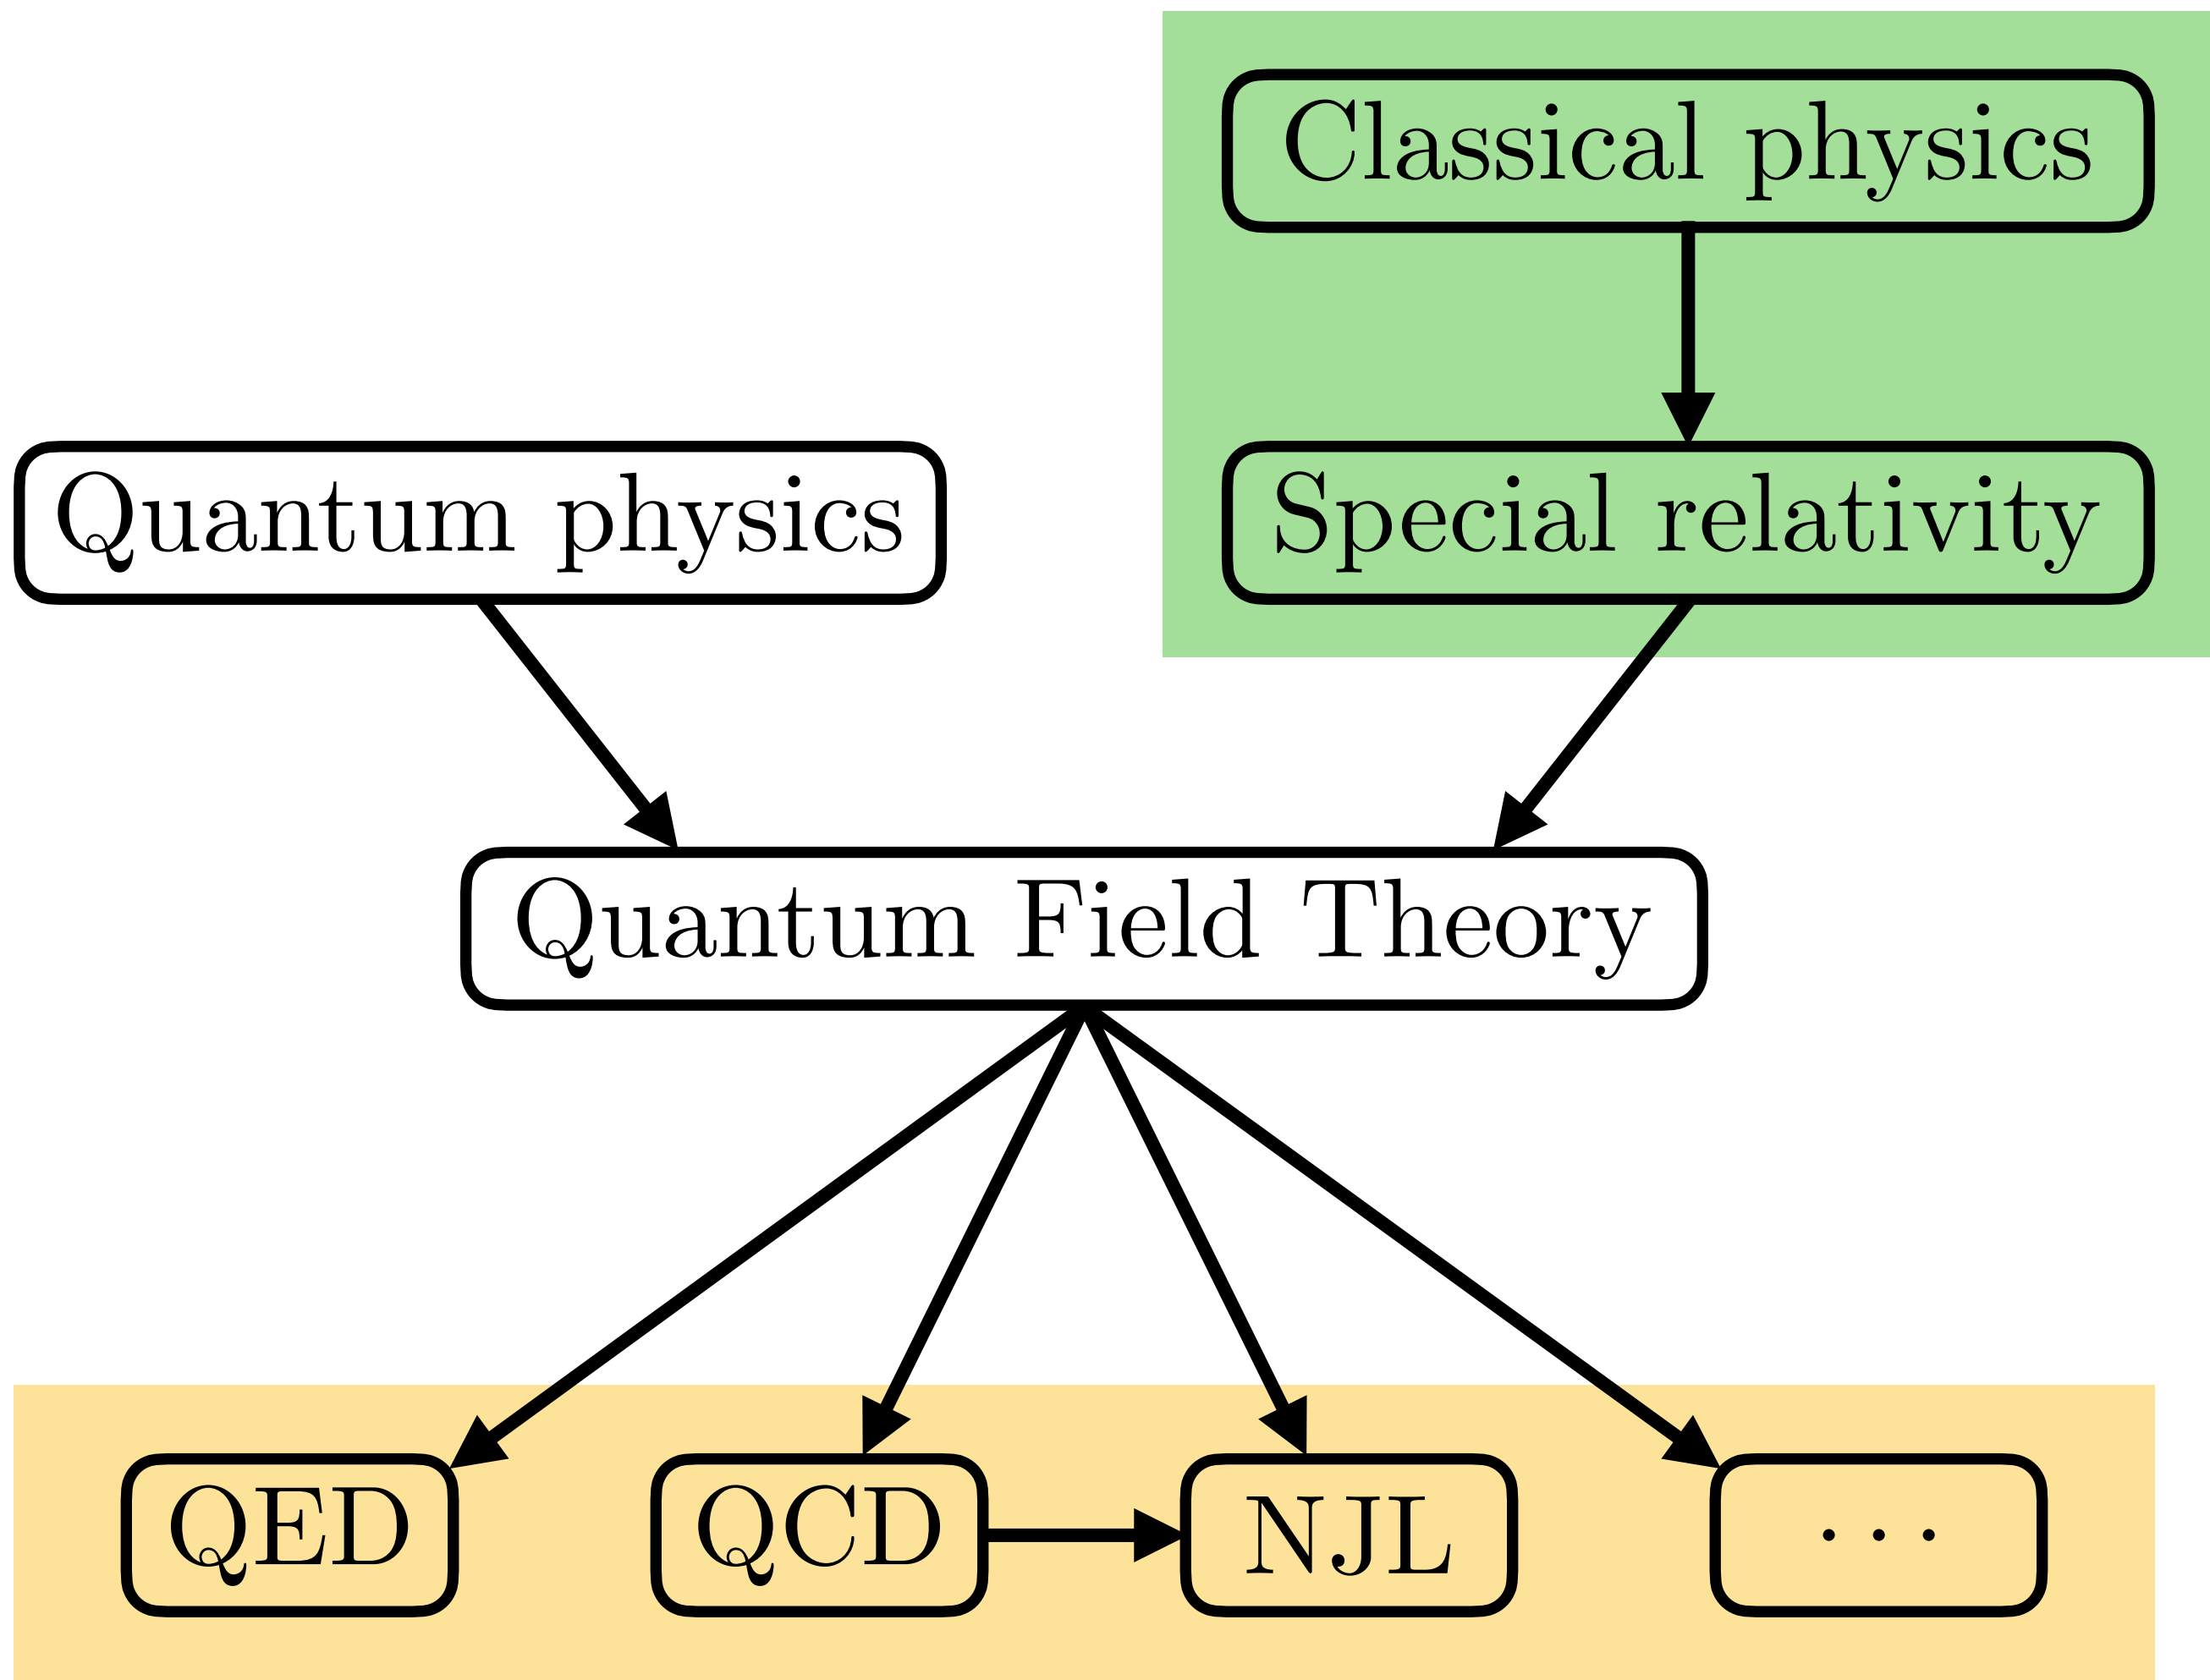 Classical physics
Quantum physics
Special relativity
Quantum Field Theory
QED
QCD
NJL
...